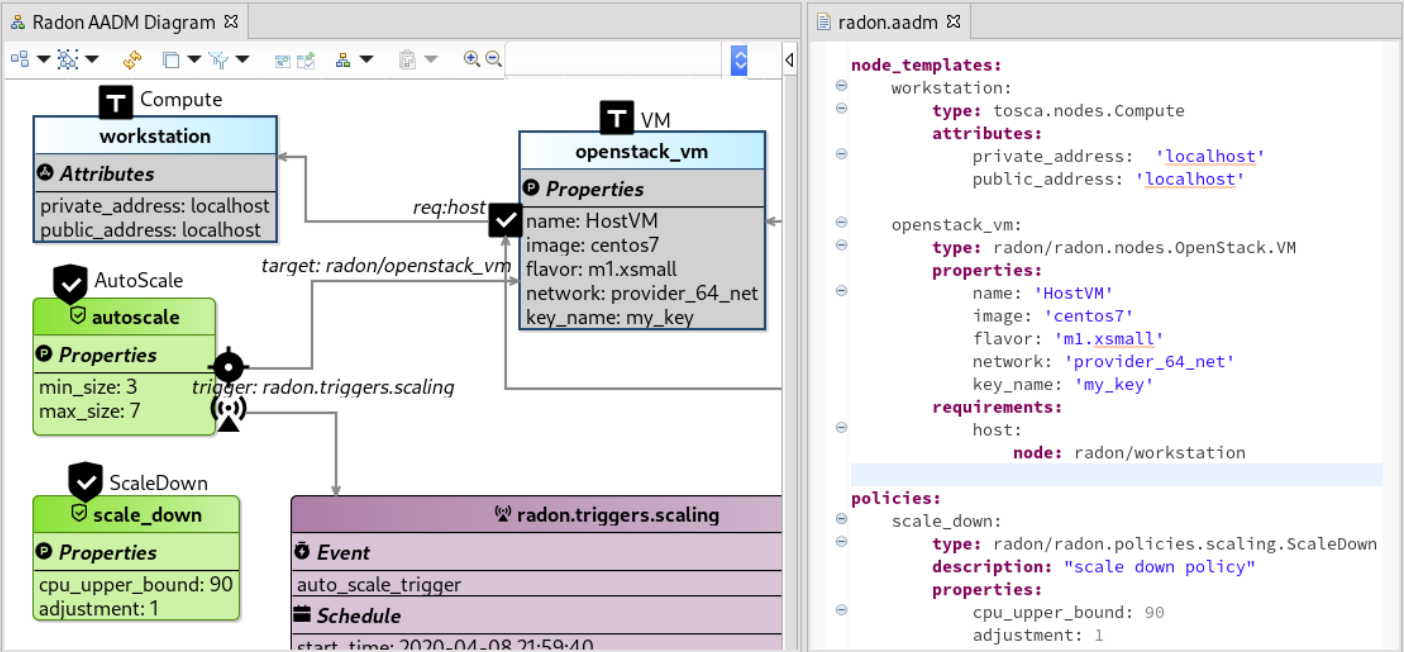 Radon AADM Diagram
Compute
workstation
Attributes
private_address: localhost
public_address: localhost
VM
openstack_vm
Properties
name: HostVM
image: centos7
flavor: m1.xsmall
network: provider_64_net
key_name: my_key
req:host
target: radon/openstack_vm
AutoScale
autoscale
Properties
min_size: 3
max_size: 7
trigger: radon.triggers.scaling
ScaleDown
scale_down
Properties
cpu_upper_bound: 90
adjustment: 1
radon.triggers.scaling
Event
auto_scale_trigger
Schedule
start_time: 2020-04-08 21:59:40
radon.aadm
node_templates:
workstation:
type: tosca.nodes.Compute
attributes:
private_address:  'localhost'
public_address: 'localhost'
openstack_vm:
type: radon/radon.nodes.OpenStack.VM
properties:
name: 'HostVM'
image: 'centos7'
flavor: 'm1.xsmall'
network: 'provider_64_net'
key_name: 'my_key'
requirements:
host:
node: radon/workstation
policies:
scale_down:
type: radon/radon.policies.scaling.ScaleDown
description: "scale down policy"
properties:
cpu_upper_bound: 90
adjustment: 1